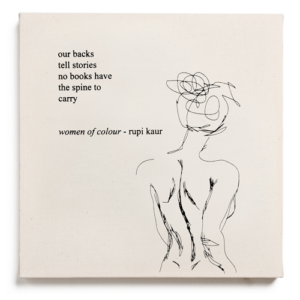 our backs
tell stories
no books have
the spine to
carry
women of colour - rupi kaur